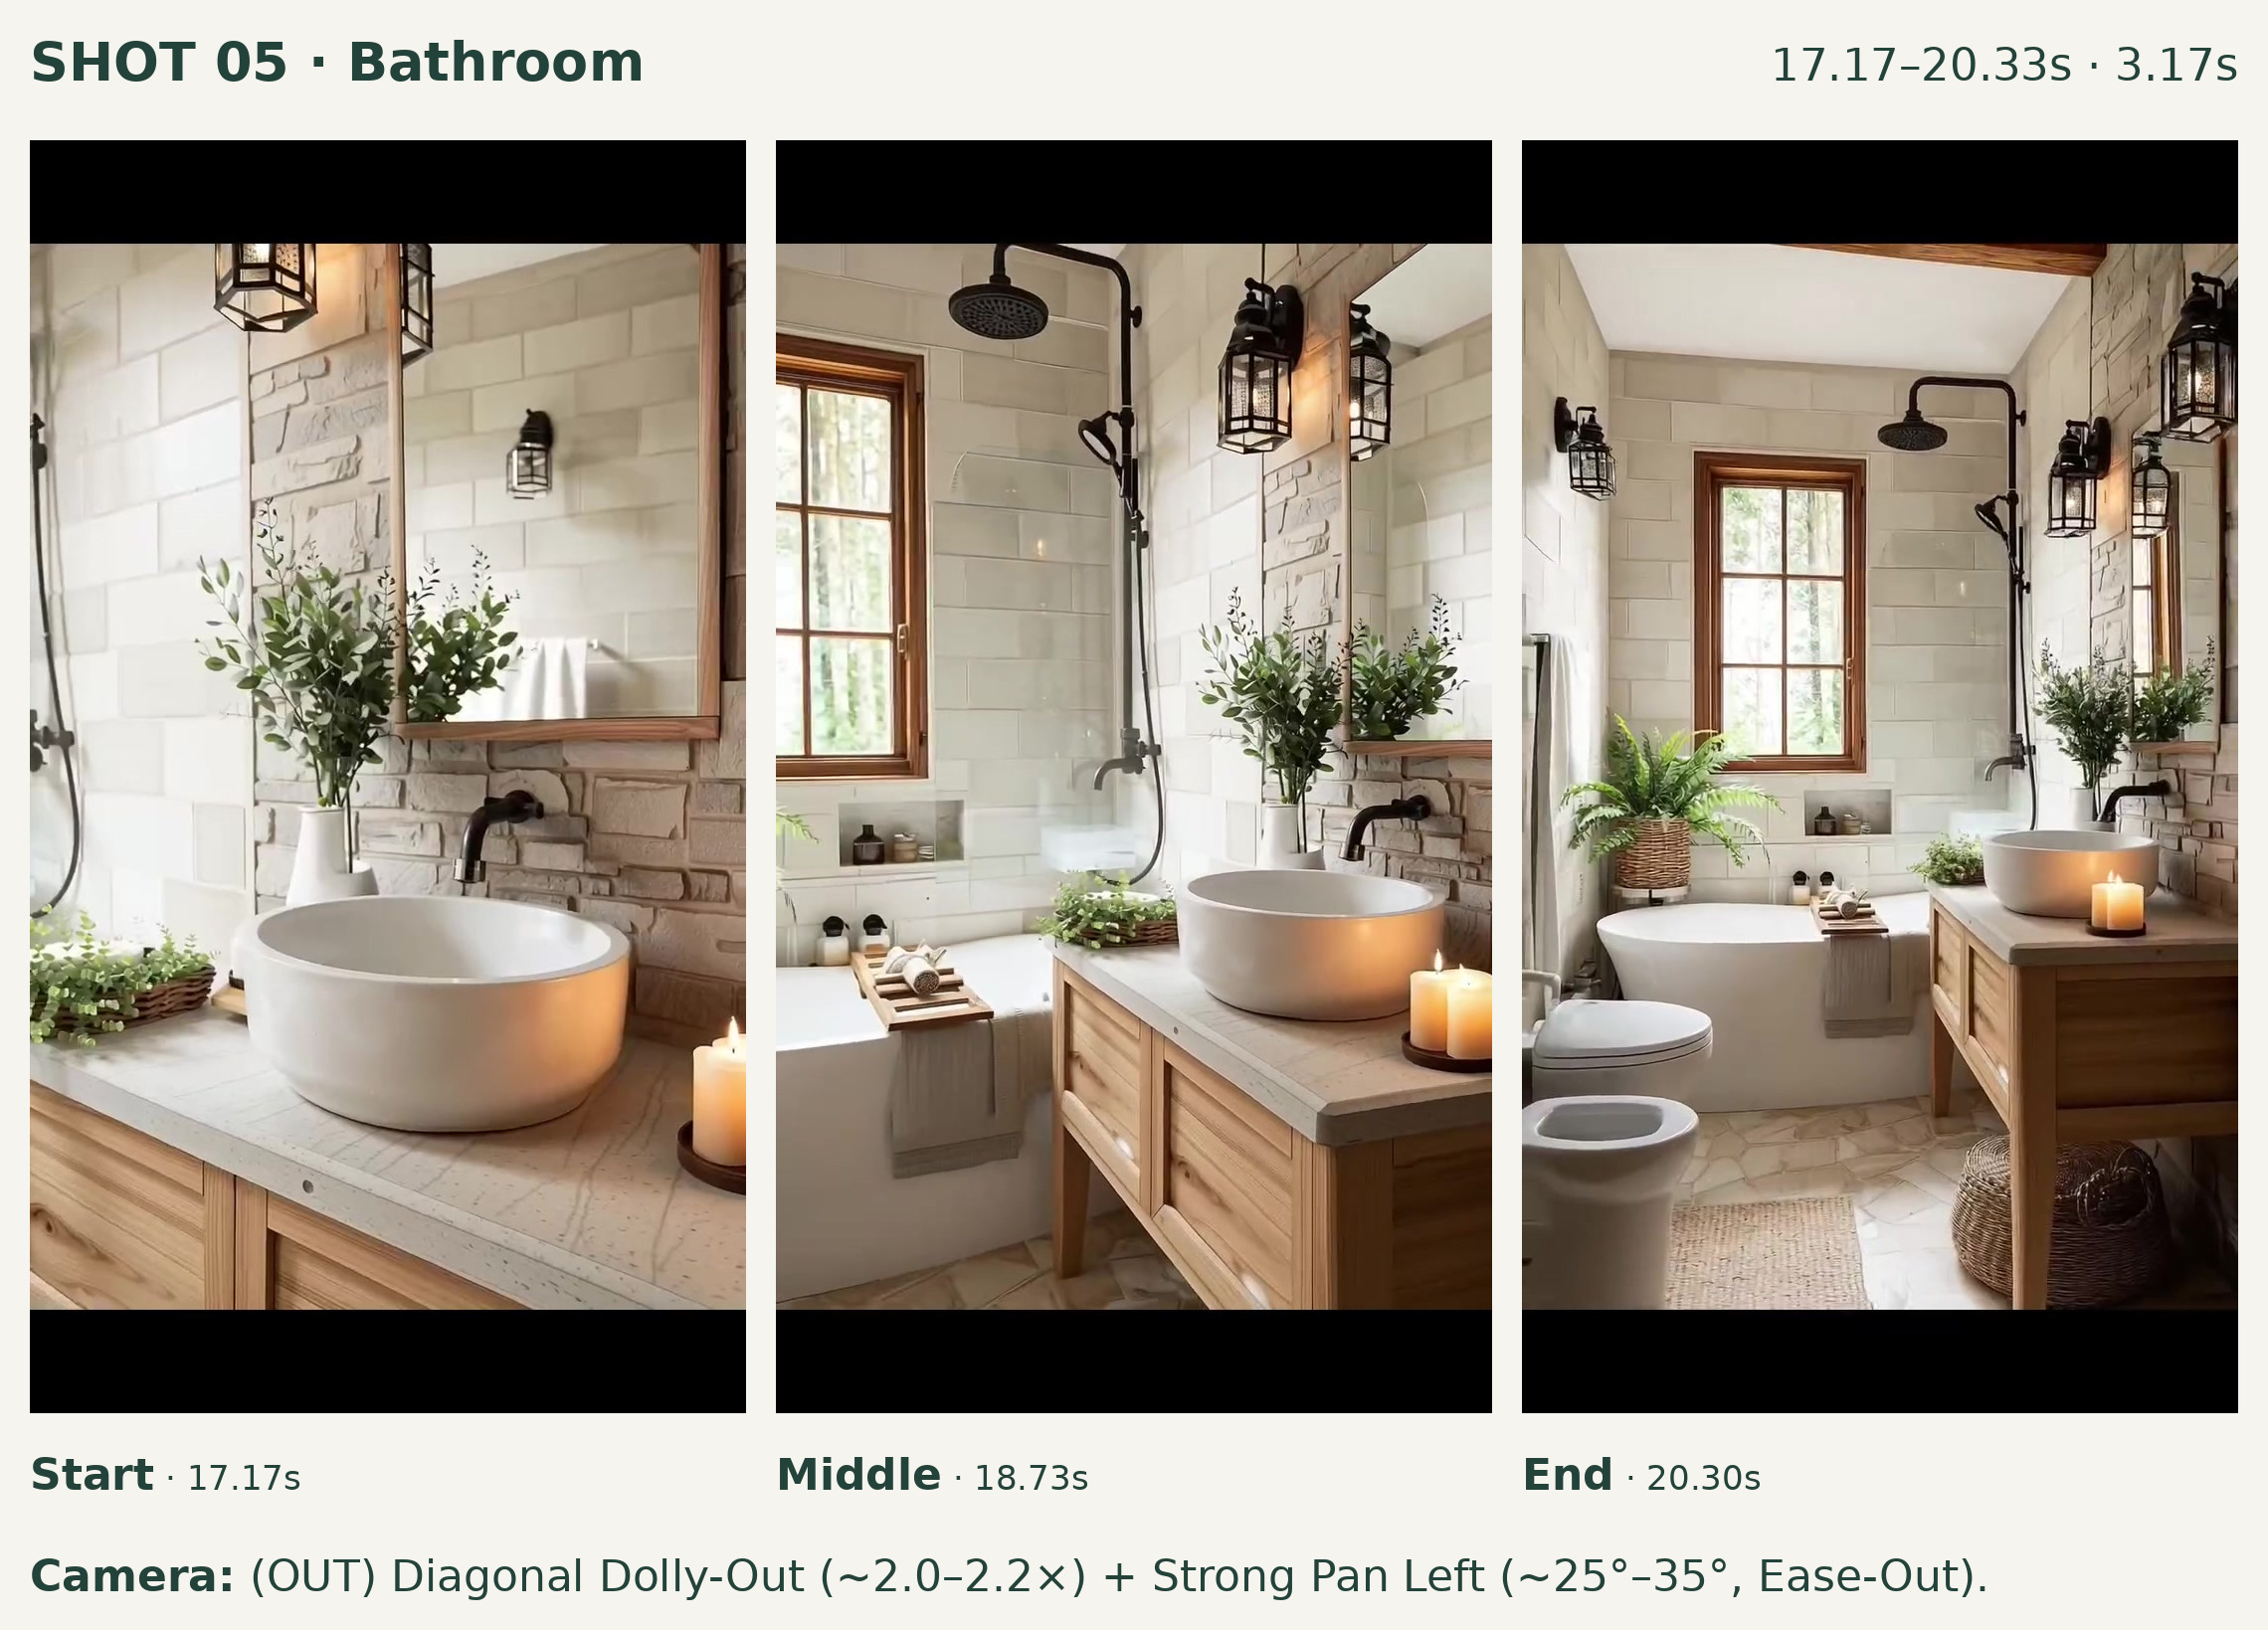 SHOT 05 · Bathroom
17.17–20.33s · 3.17s
Start · 17.17s
Middle · 18.73s
End · 20.30s
Camera: (OUT) Diagonal Dolly-Out (~2.0–2.2×) + Strong Pan Left (~25°–35°, Ease-Out).